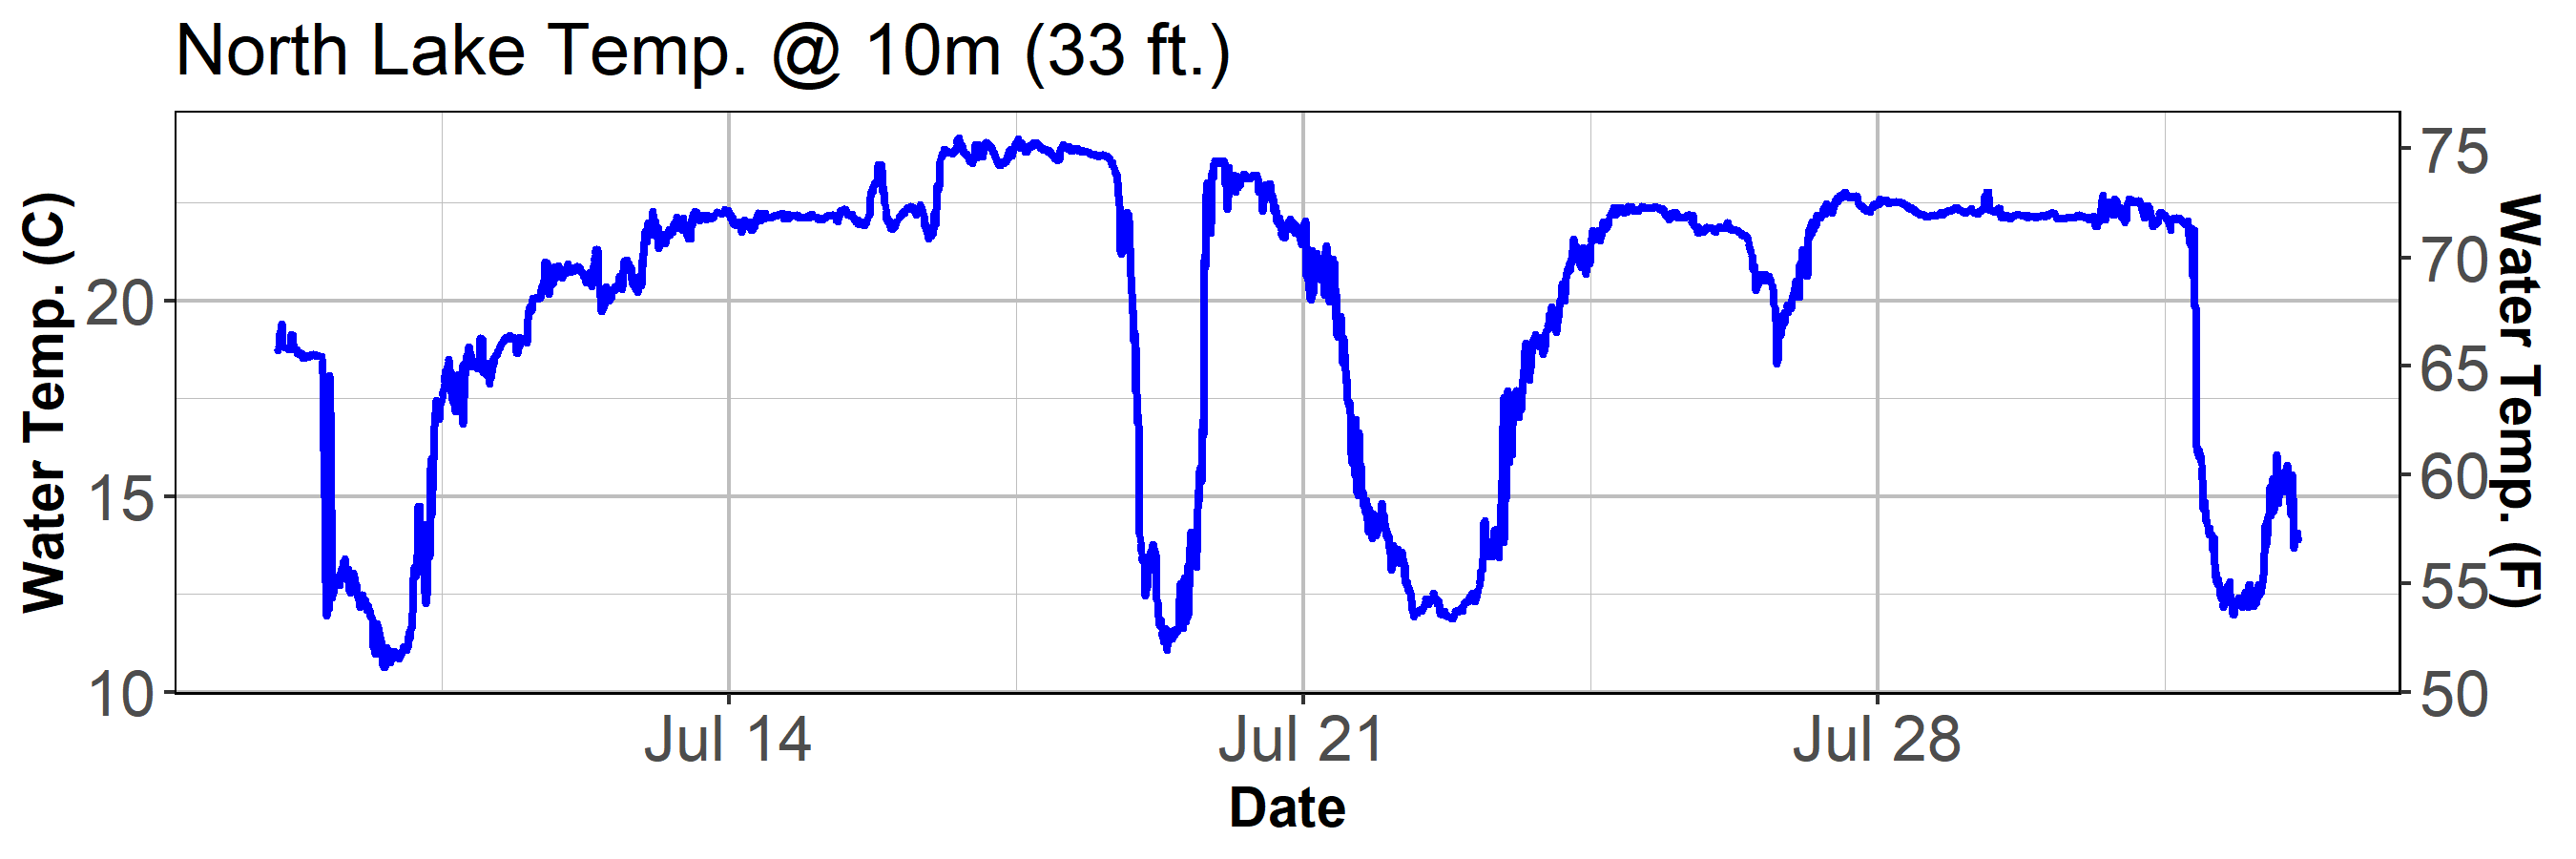 North Lake Temp. @ 10m (33 ft.)
Water Temp. (C)
20
15
10
75
70
65
60
55
50
Water Temp. (F)
Jul 14
Jul 21
Jul 28
Date